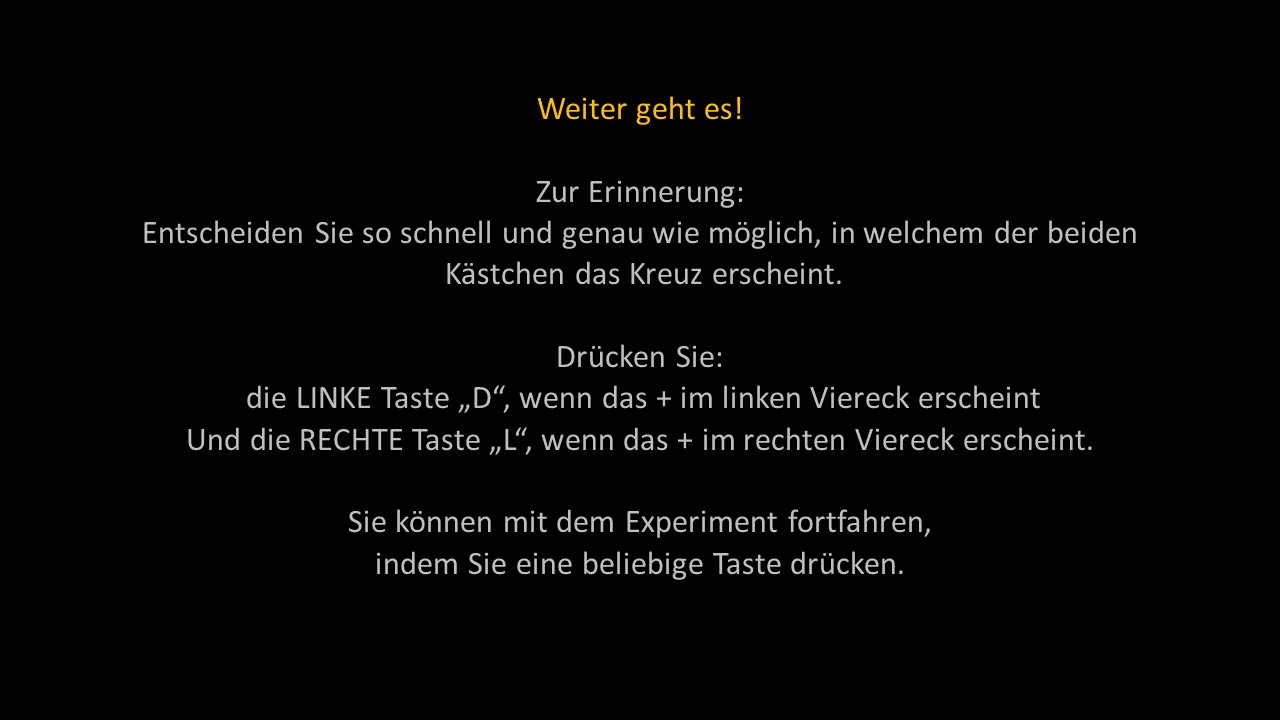 Weiter geht es!
Zur Erinnerung:
Entscheiden Sie so schnell und genau wie möglich, in welchem der beiden
Kästchen das Kreuz erscheint.
Drücken Sie:
die LINKE Taste „D“, wenn das + im linken Viereck erscheint
Und die RECHTE Taste „L“, wenn das + im rechten Viereck erscheint.
Sie können mit dem Experiment fortfahren,
indem Sie eine beliebige Taste drücken.